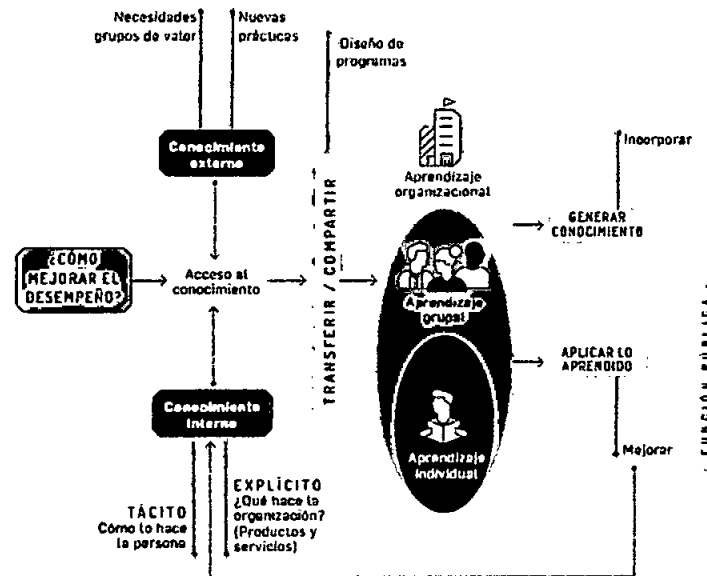 Necesidades
grupos de valor
Nuevas
prácticas
Diseño de
programas
Conocimiento
externo
Aprendizaje
organizacional
Incorporar
GENERAR
CONOCIMIENTO
¿CÓMO
MEJORAR EL
DESEMPEÑO?
Acceso al
conocimiento
TRANSFERIR / COMPARTIR
Aprendizaje
grupal
APLICAR LO
APRENDIDO
Conocimiento
Interno
Aprendizaje
individual
Mejorar
TÁCITO
Cómo lo hace
la persona
EXPLÍCITO
¿Qué hace la
organización?
(Productos y
servicios)
FUNCIÓN PÚBLICA